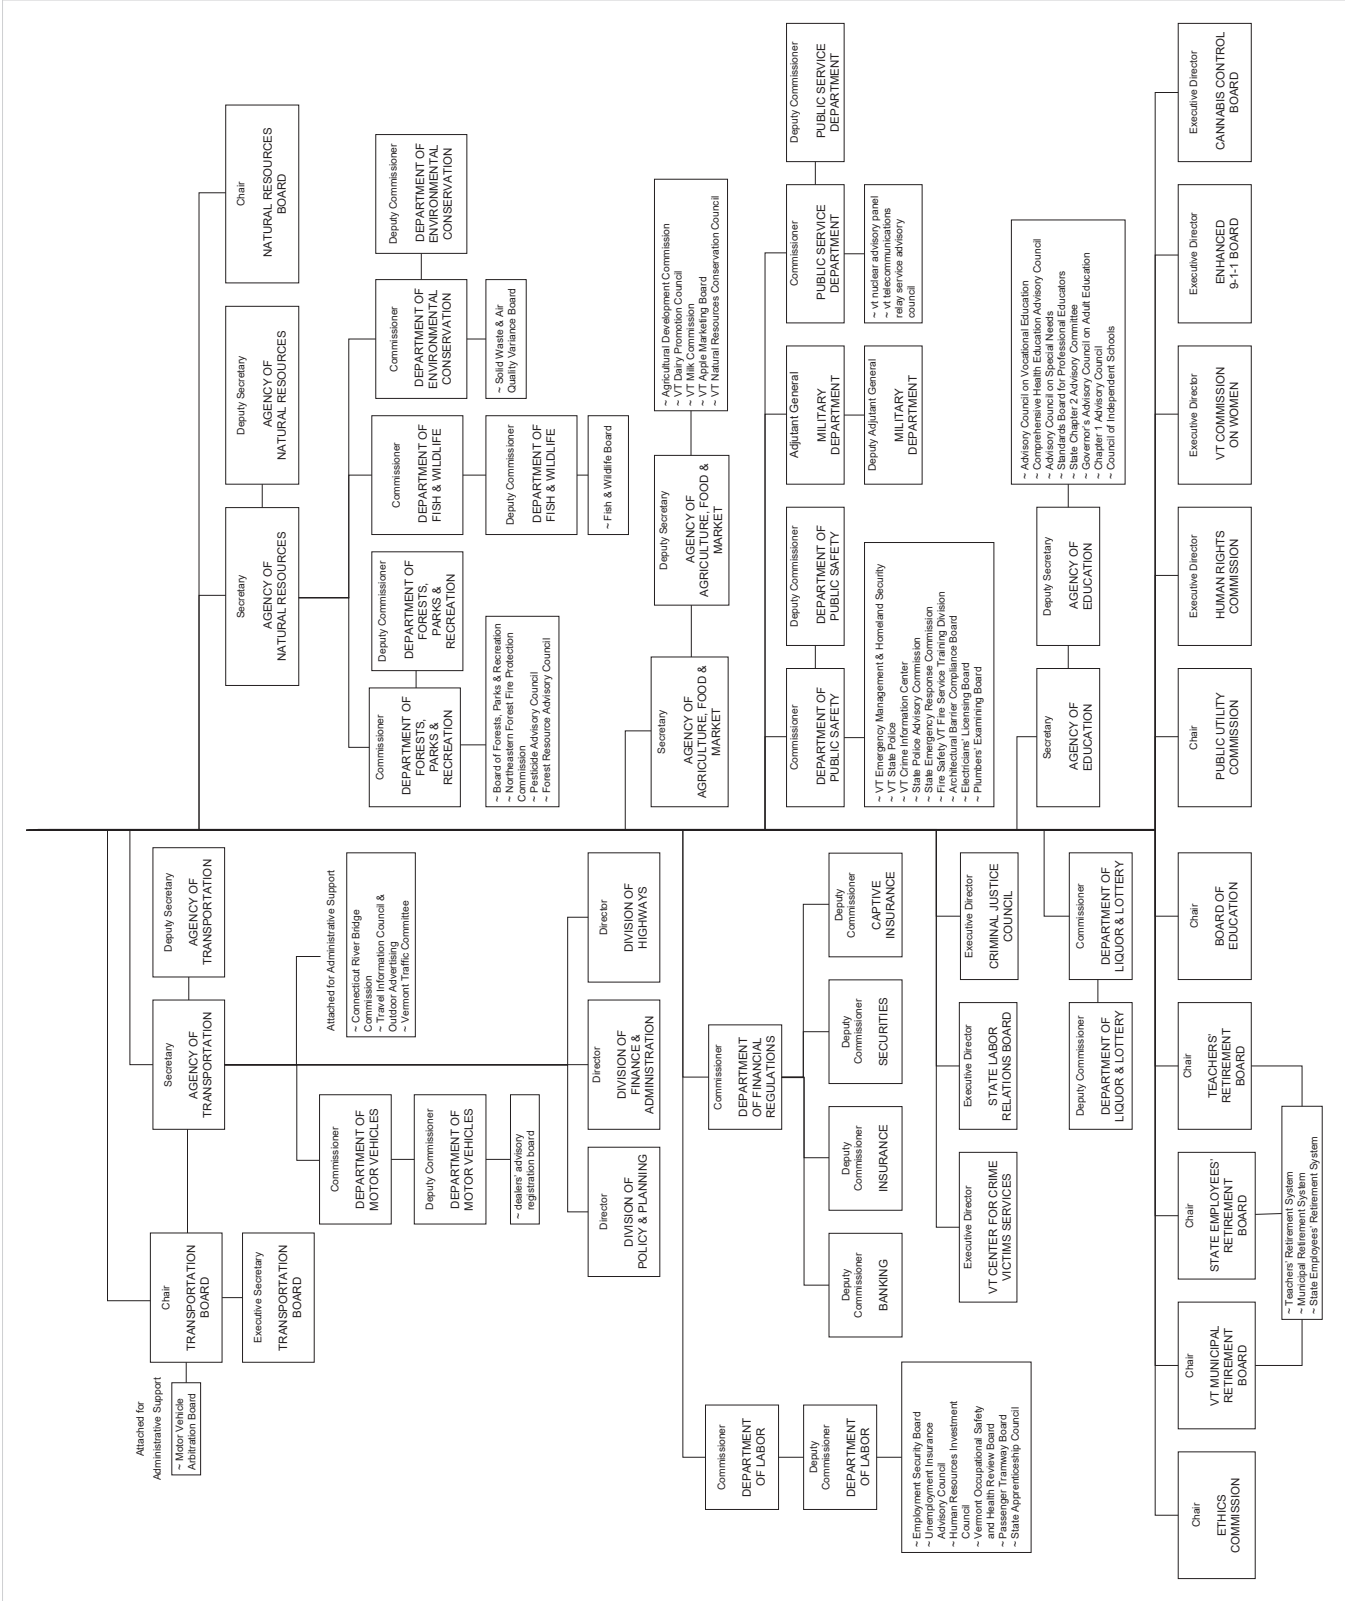 Attached for
Administrative Support
~ Motor Vehicle
Arbitration Board
Chair
TRANSPORTATION
BOARD
Executive Secretary
TRANSPORTATION
BOARD
Secretary
AGENCY OF
TRANSPORTATION
Deputy Secretary
AGENCY OF
TRANSPORTATION
Attached for Administrative Support
~ Connecticut River Bridge
Commission
~ Travel Information Council &
Outdoor Advertising
~ Vermont Traffic Committee
Commissioner
DEPARTMENT OF
MOTOR VEHICLES
Deputy Commissioner
DEPARTMENT OF
MOTOR VEHICLES
~ dealers' advisory
registration board
Director
DIVISION OF
POLICY & PLANNING
Director
DIVISION OF
FINANCE &
ADMINISTRATION
Director
DIVISION OF
HIGHWAYS
Secretary
AGENCY OF
NATURAL RESOURCES
Deputy Secretary
AGENCY OF
NATURAL RESOURCES
Chair
NATURAL RESOURCES
BOARD
Commissioner
DEPARTMENT OF
FORESTS,
PARKS &
RECREATION
Deputy Commissioner
DEPARTMENT OF
FORESTS,
PARKS &
RECREATION
~ Board of Forests, Parks & Recreation
~ Northeastern Forest Fire Protection
Commission
~ Pesticide Advisory Council
~ Forest Resource Advisory Council
Commissioner
DEPARTMENT OF
FISH & WILDLIFE
Deputy Commissioner
DEPARTMENT OF
FISH & WILDLIFE
~ Fish & Wildlife Board
Commissioner
DEPARTMENT OF
ENVIRONMENTAL
CONSERVATION
Deputy Commissioner
DEPARTMENT OF
ENVIRONMENTAL
CONSERVATION
~ Solid Waste & Air
Quality Variance Board
Secretary
AGENCY OF
AGRICULTURE, FOOD &
MARKET
Deputy Secretary
AGENCY OF
AGRICULTURE, FOOD &
MARKET
~ Agricultural Development Commission
~ VT Dairy Promotion Council
~ VT Milk Commission
~ VT Apple Marketing Board
~ VT Natural Resources Conservation Council
Commissioner
DEPARTMENT
OF LABOR
Deputy
Commissioner
DEPARTMENT
OF LABOR
~ Employment Security Board
~ Unemployment Insurance
Advisory Council
~ Human Resources Investment
Council
~ Vermont Occupational Safety
and Health Review Board
~ Passenger Tramway Board
~ State Apprenticeship Council
Commissioner
DEPARTMENT
OF FINANCIAL
REGULATIONS
Deputy
Commissioner
BANKING
Deputy
Commissioner
INSURANCE
Deputy
Commissioner
SECURITIES
Deputy
Commissioner
CAPTIVE
INSURANCE
Commissioner
DEPARTMENT OF
PUBLIC SAFETY
Deputy Commissioner
DEPARTMENT OF
PUBLIC SAFETY
~ VT Emergency Management & Homeland Security
~ VT State Police
~ VT Crime Information Center
~ State Police Advisory Commission
~ State Emergency Response Commission
~ Fire Safety VT Fire Service Training Division
~ Architectural Barrier Compliance Board
~ Electricians' Licensing Board
~ Plumbers' Examining Board
Adjutant General
MILITARY
DEPARTMENT
Deputy Adjutant General
MILITARY
DEPARTMENT
Commissioner
PUBLIC SERVICE
DEPARTMENT
Deputy Commissioner
PUBLIC SERVICE
DEPARTMENT
~ vt nuclear advisory panel
~ vt telecommunications
relay service advisory
council
Executive Director
VT CENTER FOR CRIME
VICTIMS SERVICES
Executive Director
STATE LABOR
RELATIONS BOARD
Executive Director
CRIMINAL JUSTICE
COUNCIL
Secretary
AGENCY OF
EDUCATION
Deputy Secretary
AGENCY OF
EDUCATION
~ Advisory Council on Vocational Education
~ Comprehensive Health Education Advisory Council
~ Advisory Council on Special Needs
~ Standards Board for Professional Educators
~ State Chapter 2 Advisory Committee
~ Governor's Advisory Council on Adult Education
~ Chapter 1 Advisory Council
~ Council of Independent Schools
Deputy Commissioner
DEPARTMENT OF
LIQUOR & LOTTERY
Commissioner
DEPARTMENT OF
LIQUOR & LOTTERY
Chair
ETHICS
COMMISSION
Chair
VT MUNICIPAL
RETIREMENT
BOARD
Chair
STATE EMPLOYEES'
RETIREMENT
BOARD
Chair
TEACHERS'
RETIREMENT
BOARD
~ Teachers' Retirement System
~ Municipal Retirement System
~ State Employees' Retirement System
Chair
BOARD OF
EDUCATION
Chair
PUBLIC UTILITY
COMMISSION
Executive Director
HUMAN RIGHTS
COMMISSION
Executive Director
VT COMMISSION
ON WOMEN
Executive Director
ENHANCED
9-1-1 BOARD
Executive Director
CANNABIS CONTROL
BOARD